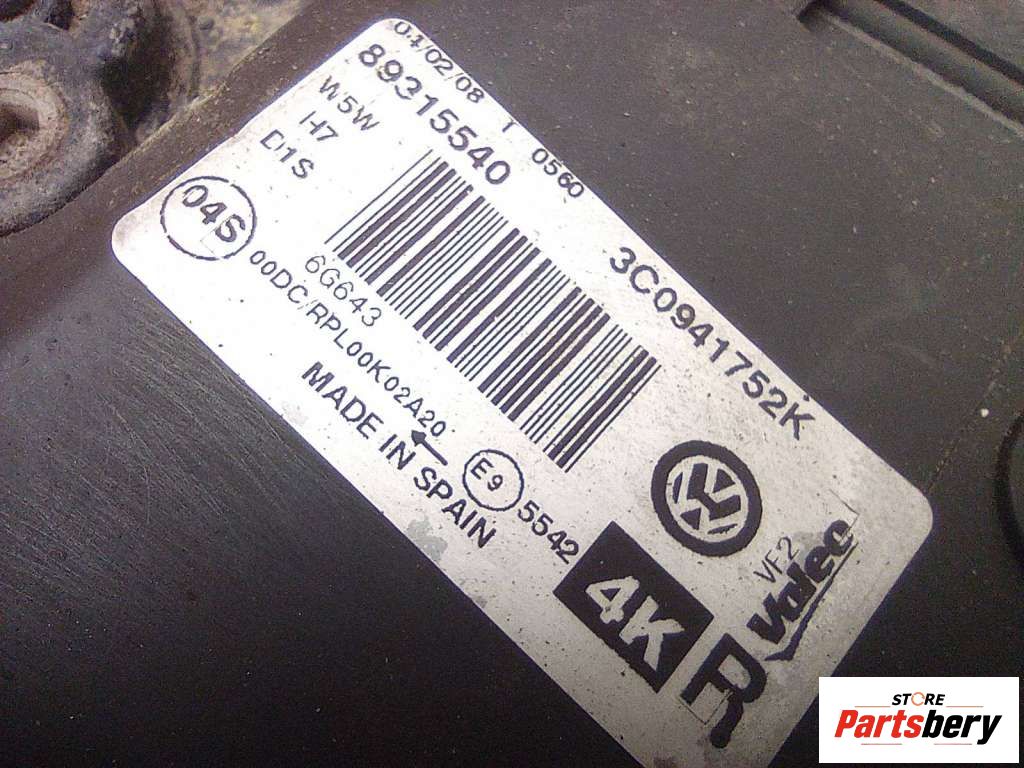 04/02/08 1 0560
89315540 3C0941752K
W5W
H7
D1S
04S
6G643
00DC/RPL00K02A20
E9 5542
MADE IN SPAIN
4K
R
VF2
Valeo
STORE
Partsbery